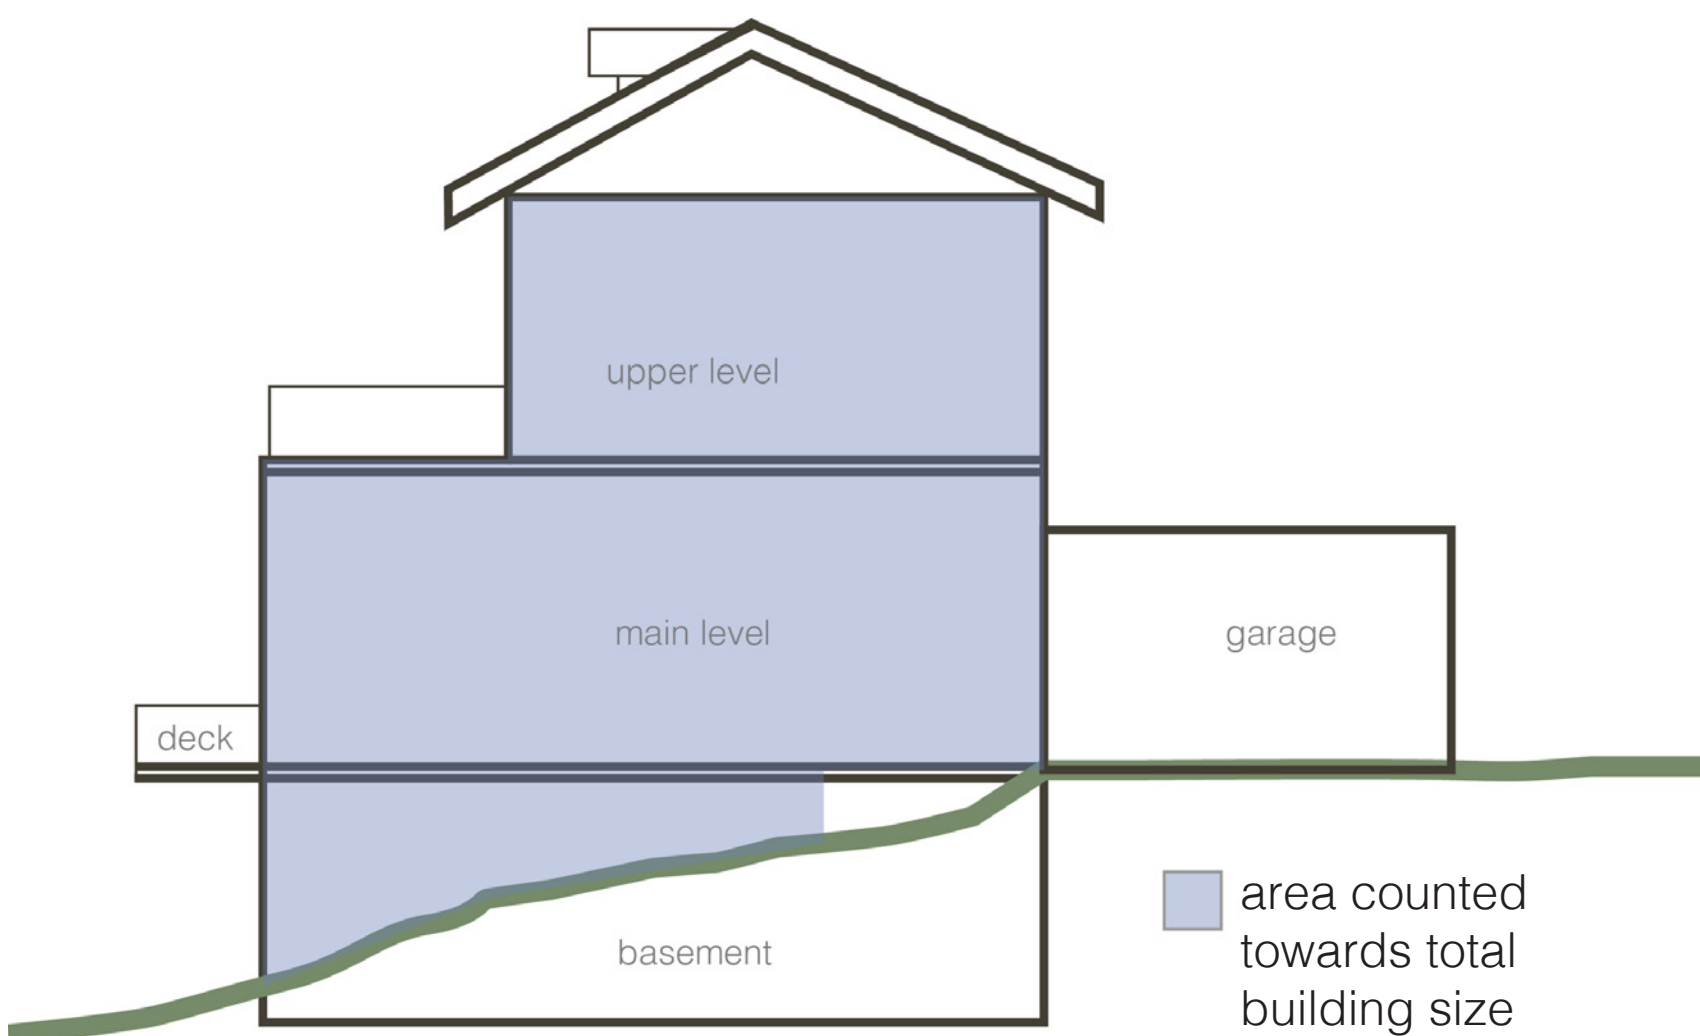 upper level
main level
garage
deck
basement
area counted
towards total
building size